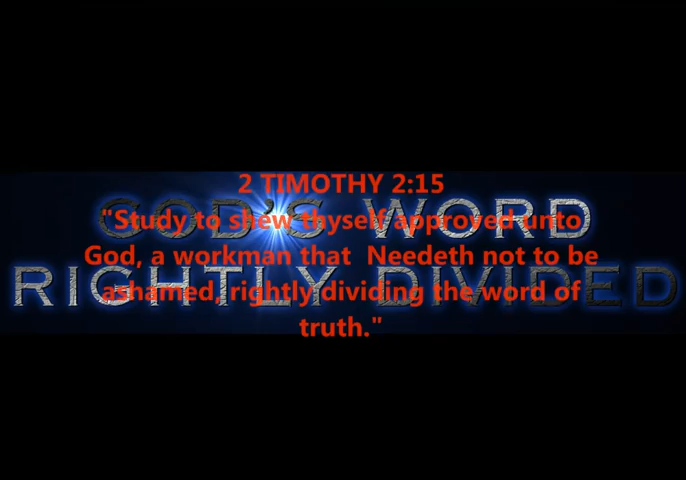 2 TIMOTHY 2:15
GOD'S WORD
"Study to shew thyself approved unto
God, a workman that  Needeth not to be
RIGHTLY DIVIDED
ashamed, rightly dividing the word of
truth."